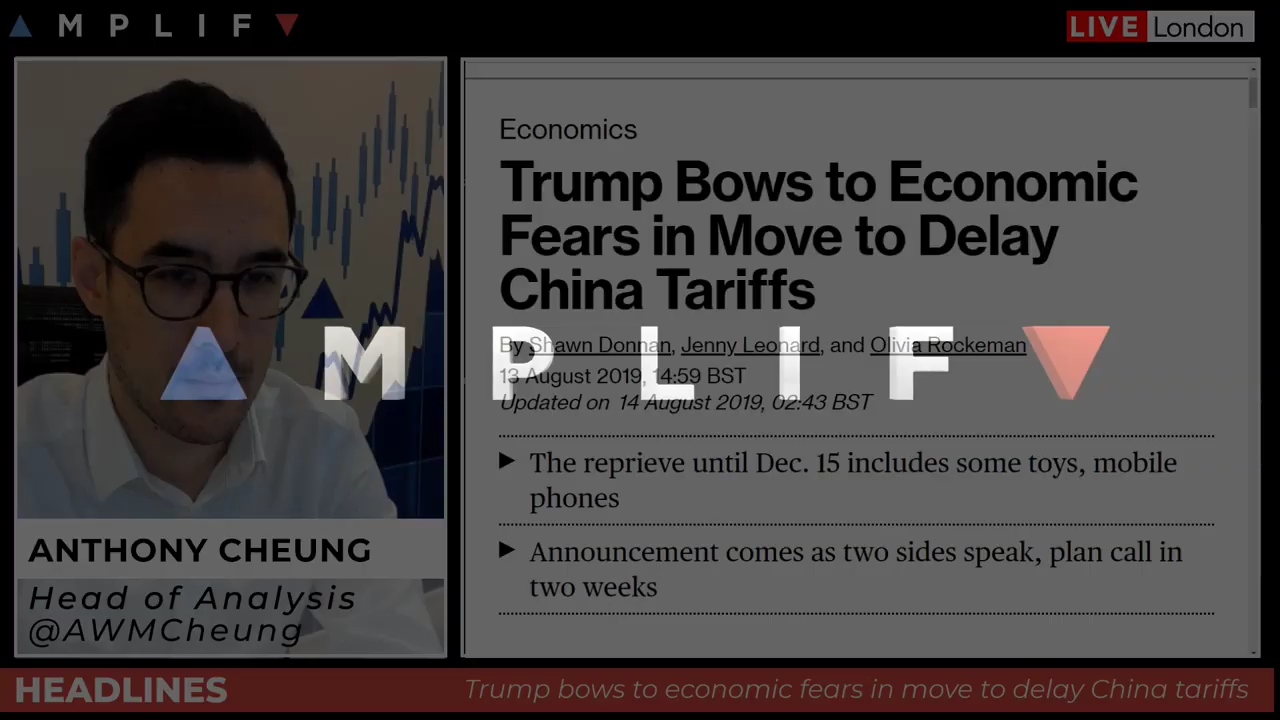 ▲ M P L I F ▼
LIVE London
Economics
Trump Bows to Economic
Fears in Move to Delay
China Tariffs
By Shawn Donnan, Jenny Leonard, and Olivia Rockeman
13 August 2019, 14:59 BST
Updated on 14 August 2019, 02:43 BST
▲ M P L I F ▼
▶ The reprieve until Dec. 15 includes some toys, mobile
phones
▶ Announcement comes as two sides speak, plan call in
two weeks
ANTHONY CHEUNG
Head of Analysis
@AWMCheung
HEADLINES
Trump bows to economic fears in move to delay China tariffs